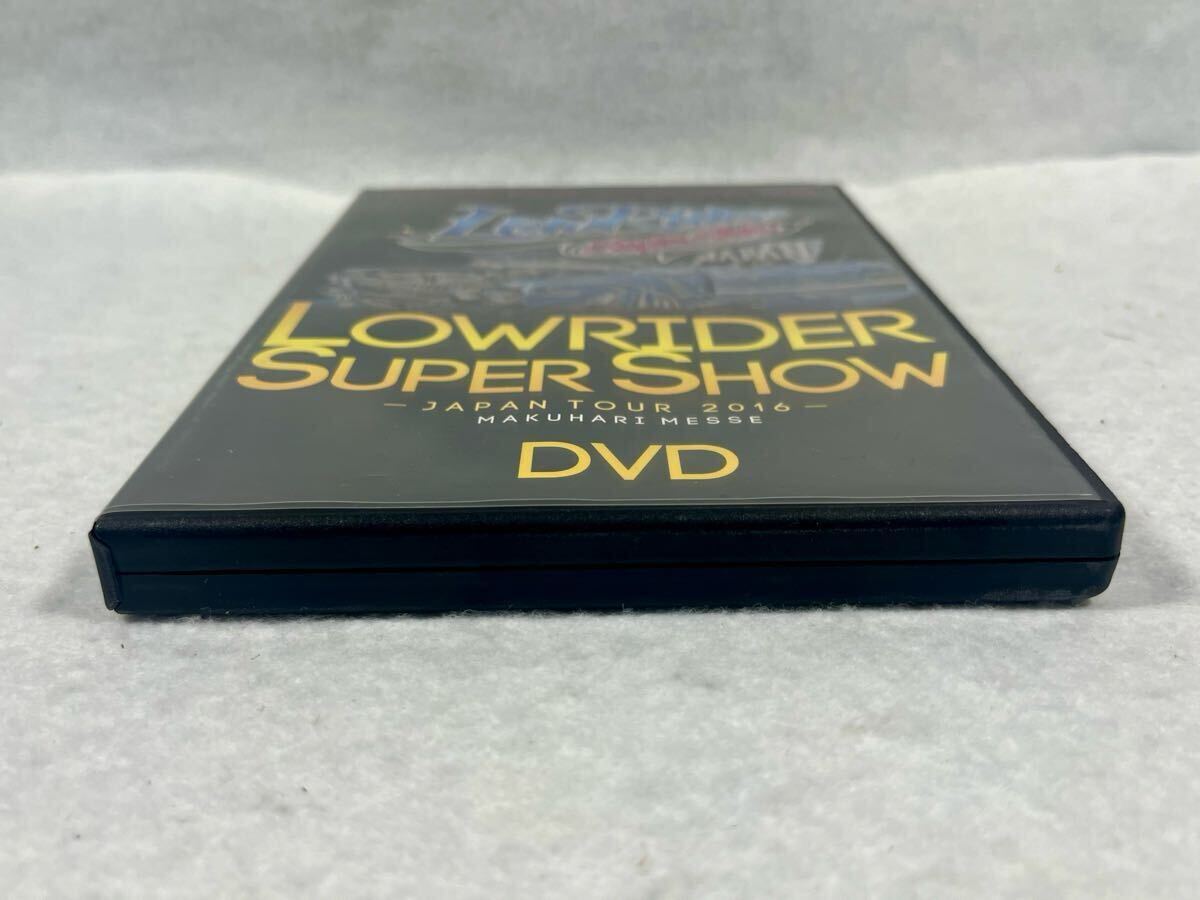 LOWRIDER
SUPER SHOW
- JAPAN TOUR 2016 -
MAKUHARI MESSE
DVD